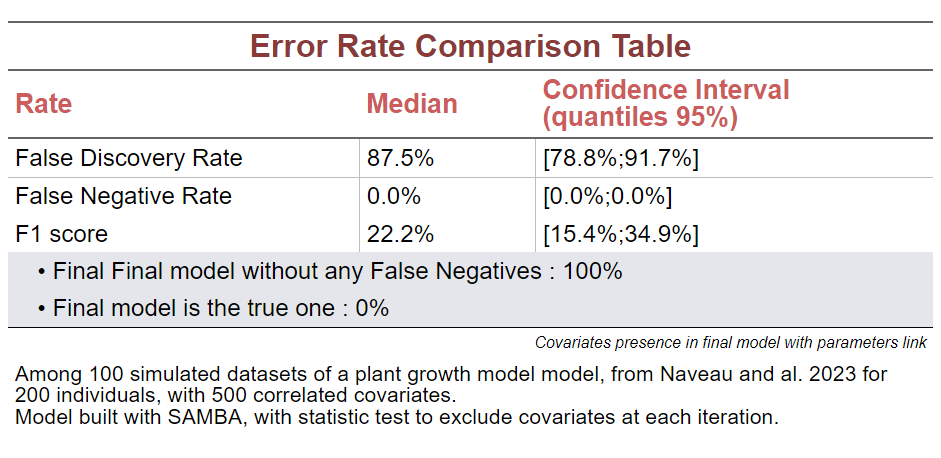 Error Rate Comparison Table
Rate Median Confidence Interval
(quantiles 95%)
False Discovery Rate 87.5% [78.8%;91.7%]
False Negative Rate 0.0% [0.0%;0.0%]
F1 score 22.2% [15.4%;34.9%]
• Final Final model without any False Negatives : 100%
• Final model is the true one : 0%
Covariates presence in final model with parameters link
Among 100 simulated datasets of a plant growth model model, from Naveau and al. 2023 for
200 individuals, with 500 correlated covariates.
Model built with SAMBA, with statistic test to exclude covariates at each iteration.